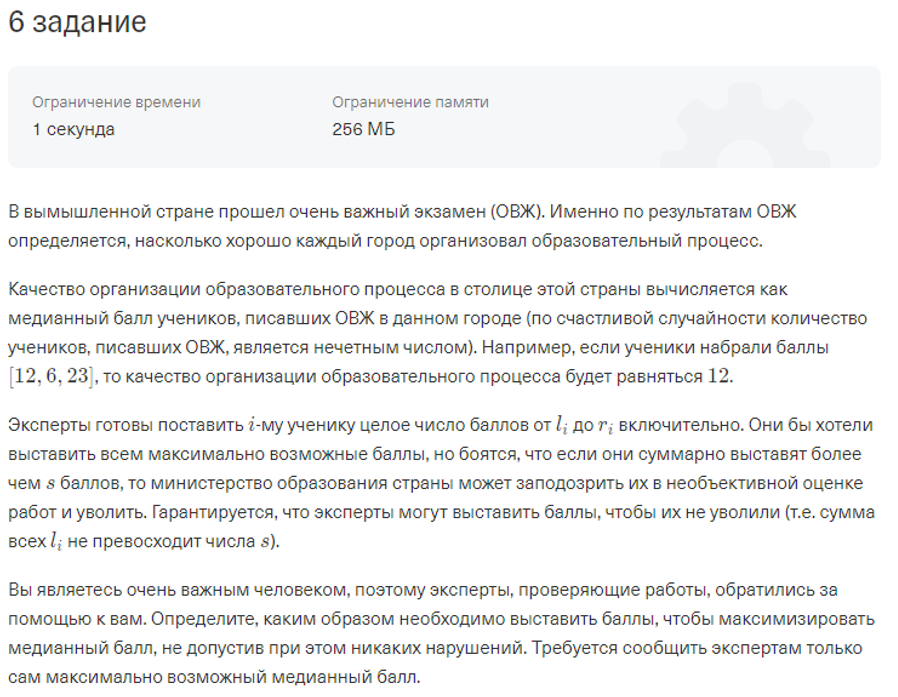 6 задание
Ограничение времени
1 секунда
Ограничение памяти
256 МБ
В вымышленной стране прошел очень важный экзамен (ОВЖ). Именно по результатам ОВЖ
определяется, насколько хорошо каждый город организовал образовательный процесс.
Качество организации образовательного процесса в столице этой страны вычисляется как
медианный балл учеников, писавших ОВЖ в данном городе (по счастливой случайности количество
учеников, писавших ОВЖ, является нечетным числом). Например, если ученики набрали баллы
[12, 6, 23], то качество организации образовательного процесса будет равняться 12.
Эксперты готовы поставить i-му ученику целое число баллов от l_i до r_i включительно. Они бы хотели
выставить всем максимально возможные баллы, но боятся, что если они суммарно выставят более
чем s баллов, то министерство образования страны может заподозрить их в необъективной оценке
работ и уволить. Гарантируется, что эксперты могут выставить баллы, чтобы их не уволили (т.е. сумма
всех l_i не превосходит числа s).
Вы являетесь очень важным человеком, поэтому эксперты, проверяющие работы, обратились за
помощью к вам. Определите, каким образом необходимо выставить баллы, чтобы максимизировать
медианный балл, не допустив при этом никаких нарушений. Требуется сообщить экспертам только
сам максимально возможный медианный балл.